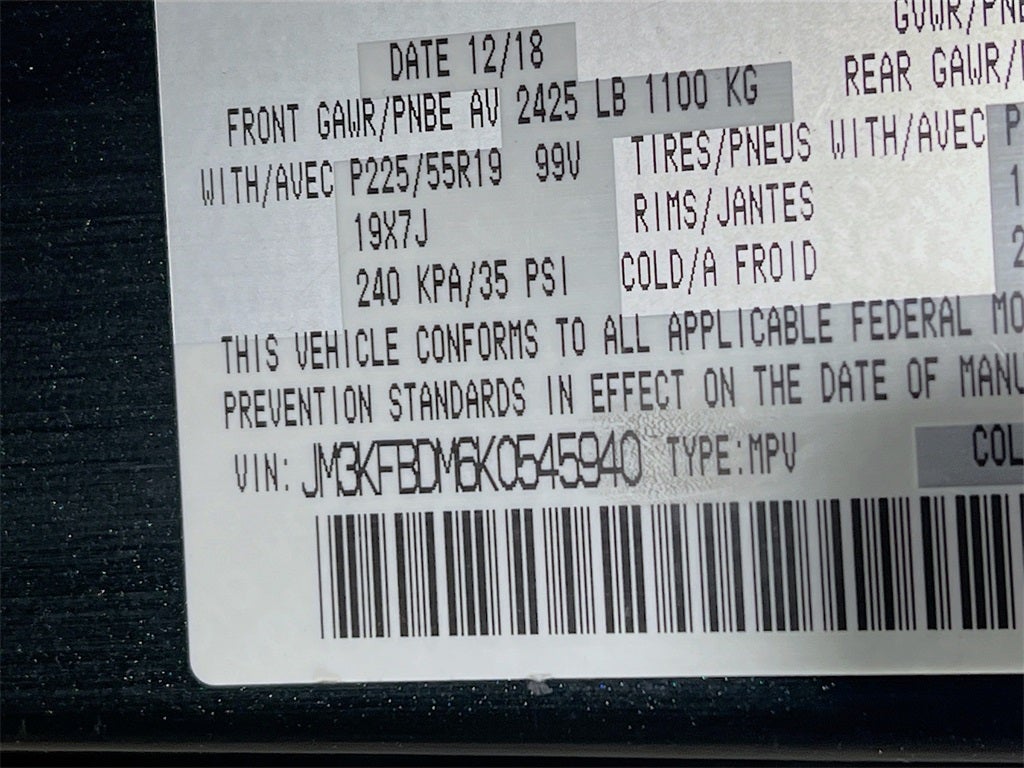 DATE 12/18
GVWR/PNB
FRONT GAWR/PNBE AV 2425 LB 1100 KG
REAR GAWR/
WITH/AVEC P225/55R19 99V
TIRES/PNEUS WITH/AVEC P
19X7J
RIMS/JANTES 1
240 KPA/35 PSI
COLD/A FROID 2
THIS VEHICLE CONFORMS TO ALL APPLICABLE FEDERAL MO
PREVENTION STANDARDS IN EFFECT ON THE DATE OF MANU
VIN: JM3KFBDM6K0545940 TYPE:MPV
COL